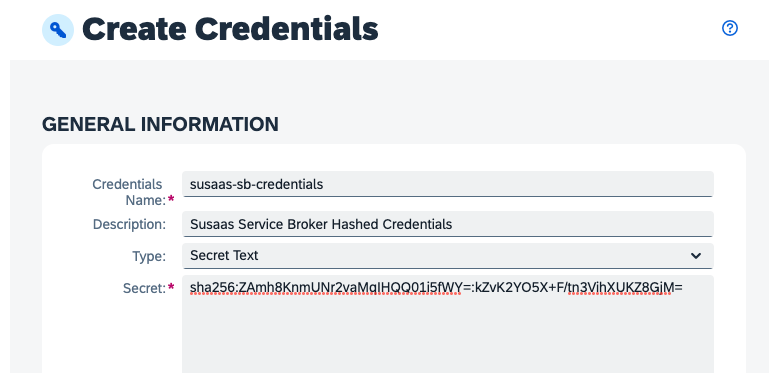 Create Credentials
GENERAL INFORMATION
Credentials Name:* susaas-sb-credentials
Description: Susaas Service Broker Hashed Credentials
Type: Secret Text
Secret:* sha256:ZAmh8KnmUNr2vaMqIHQQ01i5fWY=:kZvK2YO5X+F/tn3VihXUKZ8GjM=